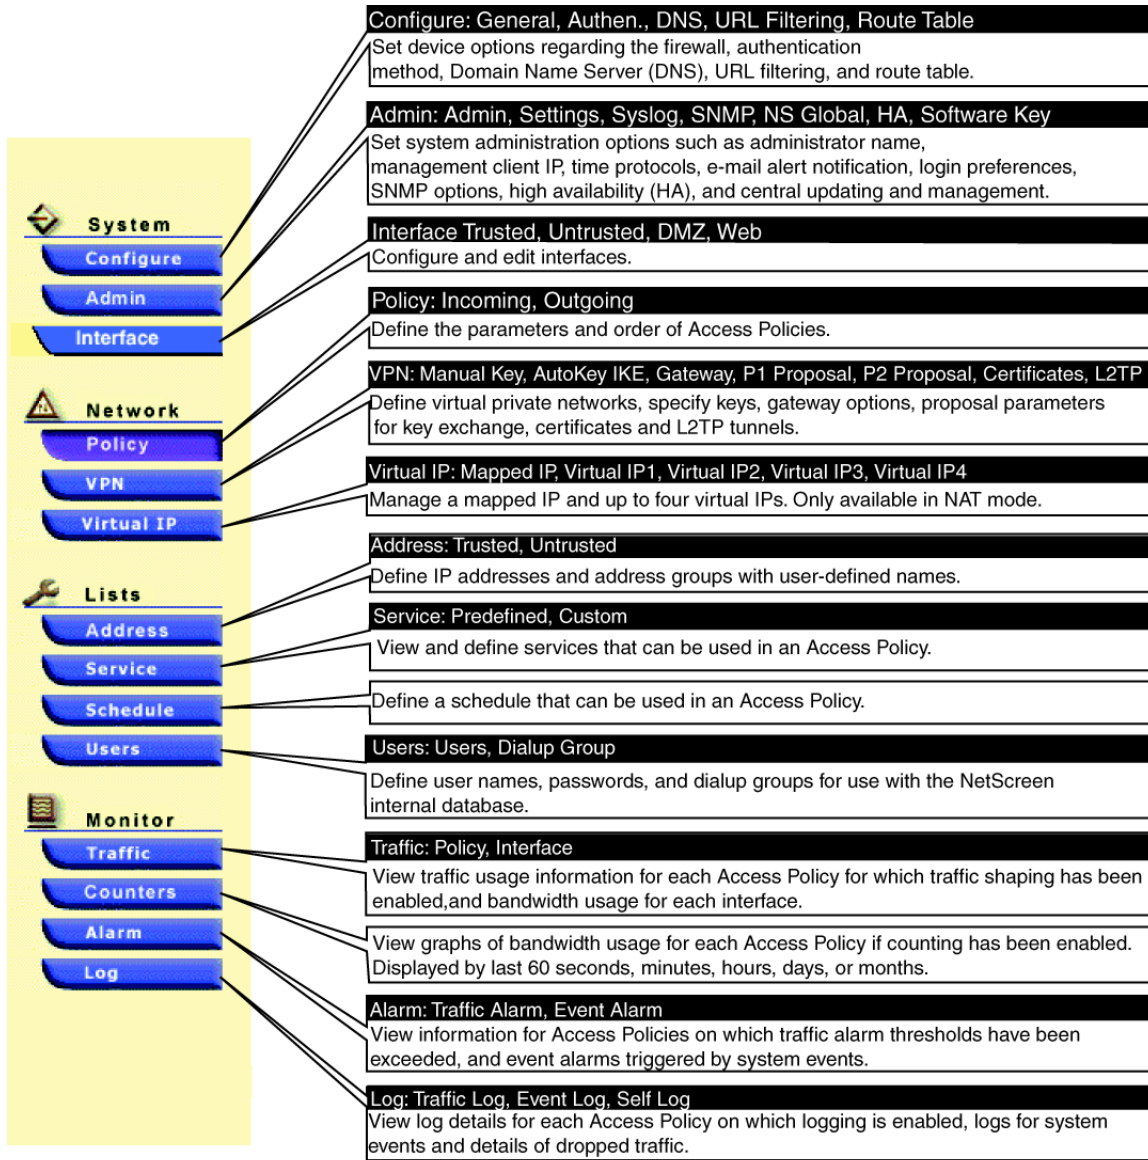 Configure: General, Authen., DNS, URL Filtering, Route Table
Set device options regarding the firewall, authentication
method, Domain Name Server (DNS), URL filtering, and route table.
Admin: Admin, Settings, Syslog, SNMP, NS Global, HA, Software Key
Set system administration options such as administrator name,
management client IP, time protocols, e-mail alert notification, login preferences,
SNMP options, high availability (HA), and central updating and management.
System
Configure
Admin
Interface
Interface Trusted, Untrusted, DMZ, Web
Configure and edit interfaces.
Policy: Incoming, Outgoing
Define the parameters and order of Access Policies.
Network
Policy
VPN
Virtual IP
VPN: Manual Key, AutoKey IKE, Gateway, P1 Proposal, P2 Proposal, Certificates, L2TP
Define virtual private networks, specify keys, gateway options, proposal parameters
for key exchange, certificates and L2TP tunnels.
Virtual IP: Mapped IP, Virtual IP1, Virtual IP2, Virtual IP3, Virtual IP4
Manage a mapped IP and up to four virtual IPs. Only available in NAT mode.
Lists
Address
Service
Schedule
Users
Address: Trusted, Untrusted
Define IP addresses and address groups with user-defined names.
Service: Predefined, Custom
View and define services that can be used in an Access Policy.
Define a schedule that can be used in an Access Policy.
Users: Users, Dialup Group
Define user names, passwords, and dialup groups for use with the NetScreen
internal database.
Monitor
Traffic
Counters
Alarm
Log
Traffic: Policy, Interface
View traffic usage information for each Access Policy for which traffic shaping has been
enabled,and bandwidth usage for each interface.
View graphs of bandwidth usage for each Access Policy if counting has been enabled.
Displayed by last 60 seconds, minutes, hours, days, or months.
Alarm: Traffic Alarm, Event Alarm
View information for Access Policies on which traffic alarm thresholds have been
exceeded, and event alarms triggered by system events.
Log: Traffic Log, Event Log, Self Log
View log details for each Access Policy on which logging is enabled, logs for system
events and details of dropped traffic.